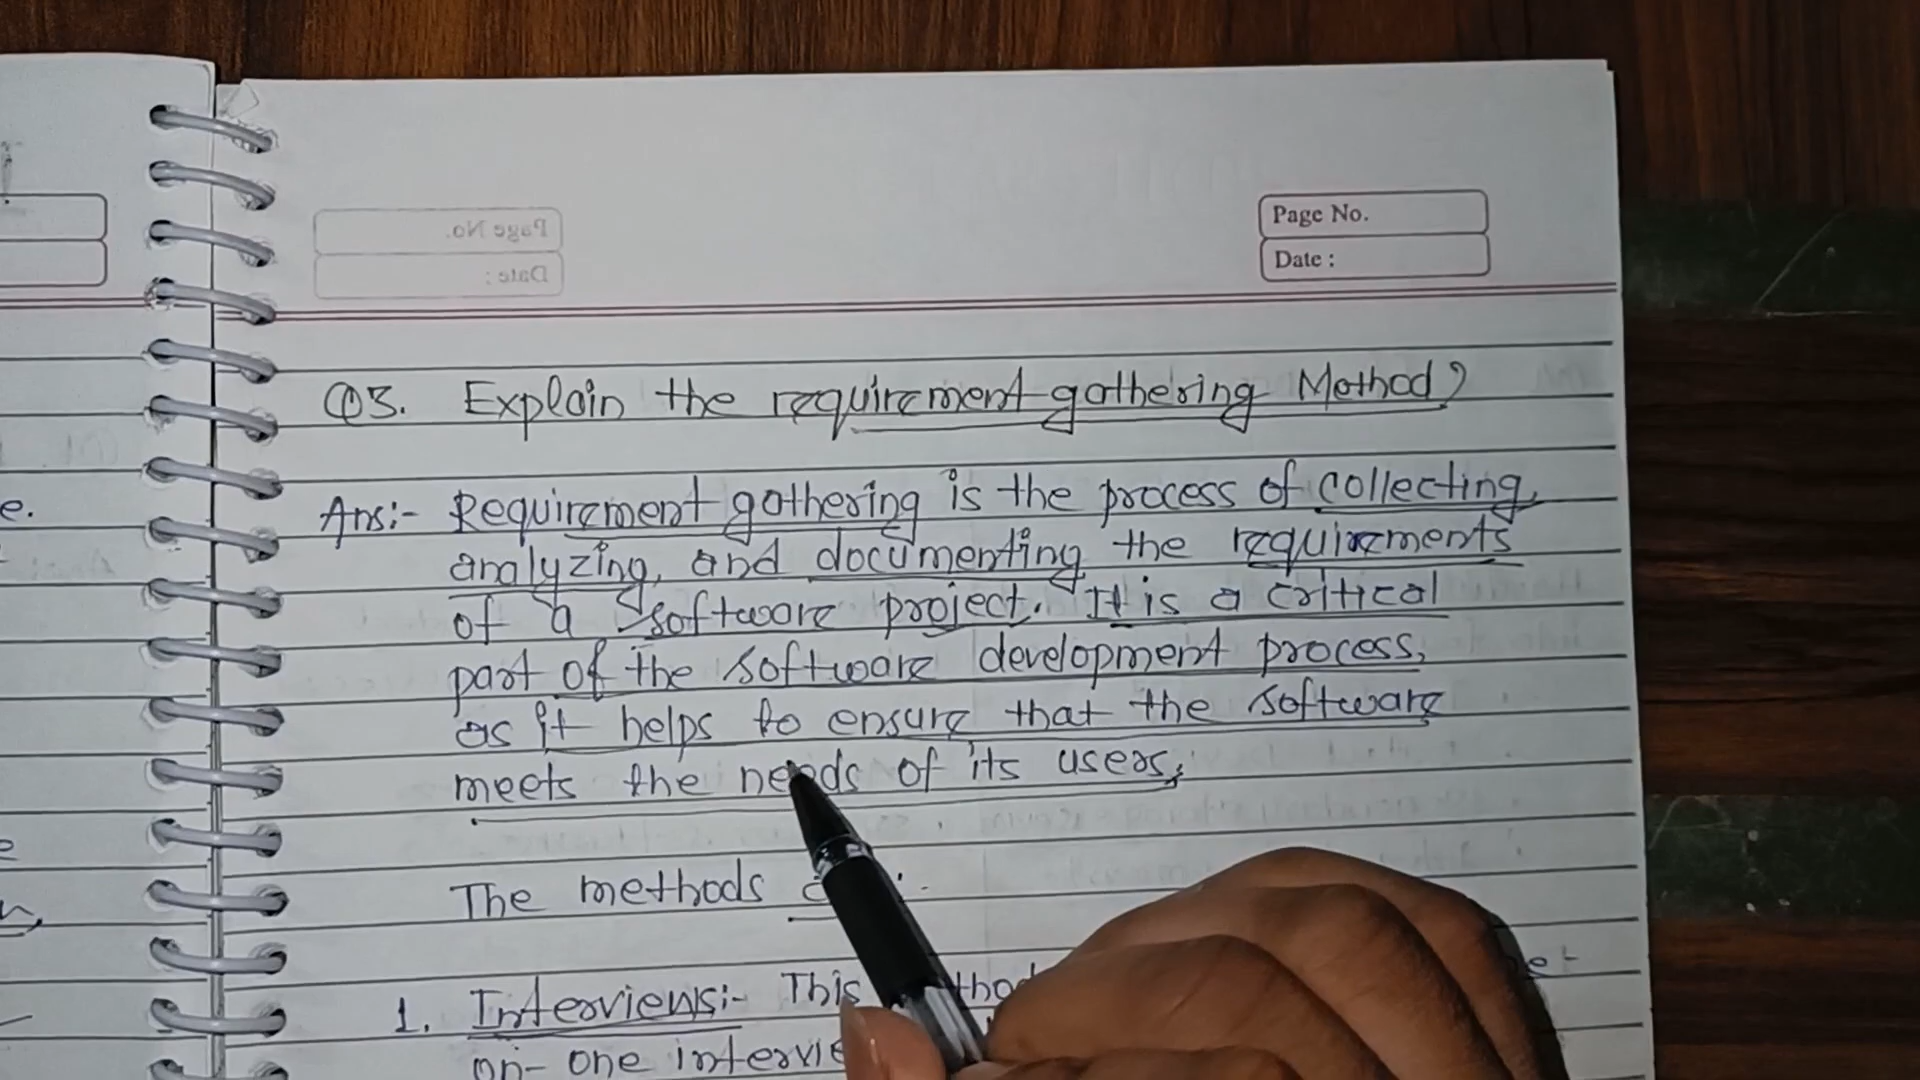 Page No.
Date :
Q3. Explain the requirement gathering Method?
Ans:- Requirement gathering is the process of collecting,
analyzing, and documenting the requirements
of a software project. It is a critical
part of the software development process,
as it helps to ensure that the software
meets the needs of its users.
The methods
1. Interviews:- This
on-one